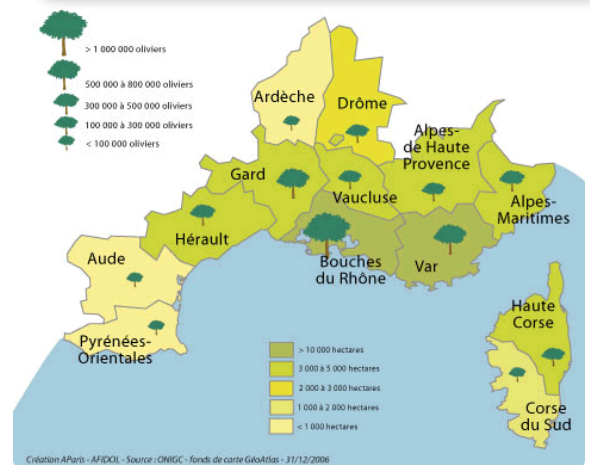 > 1 000 000 oliviers
500 000 à 800 000 oliviers
300 000 à 500 000 oliviers
100 000 à 300 000 oliviers
< 100 000 oliviers
Ardèche
Drôme
Alpes-
de Haute
Provence
Gard
Vaucluse
Alpes-
Maritimes
Hérault
Bouches
du Rhône
Var
Aude
Pyrénées-
Orientales
Haute
Corse
Corse
du Sud
> 10 000 hectares
3 000 à 5 000 hectares
2 000 à 3 000 hectares
1 000 à 2 000 hectares
< 1 000 hectares
Création AParis - AFIDOL - Source : ONIGC - fonds de carte GéoAtlas - 31/12/2006